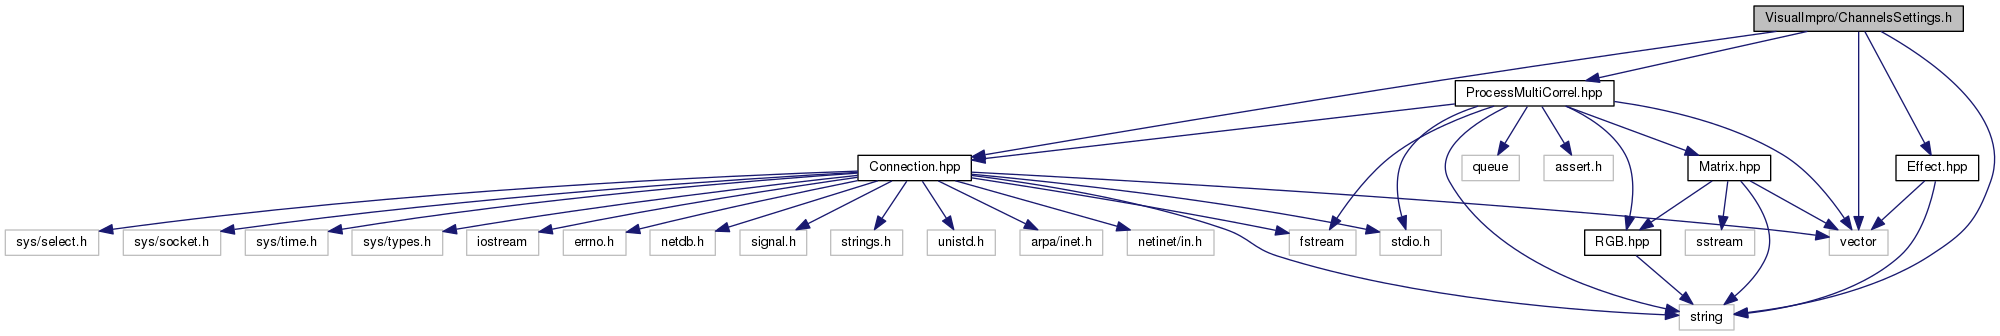 VisualImpro/ChannelsSettings.h
ProcessMultiCorrel.hpp
Connection.hpp
queue
assert.h
Matrix.hpp
Effect.hpp
sys/select.h
sys/socket.h
sys/time.h
sys/types.h
iostream
errno.h
netdb.h
signal.h
strings.h
unistd.h
arpa/inet.h
netinet/in.h
fstream
stdio.h
RGB.hpp
sstream
vector
string